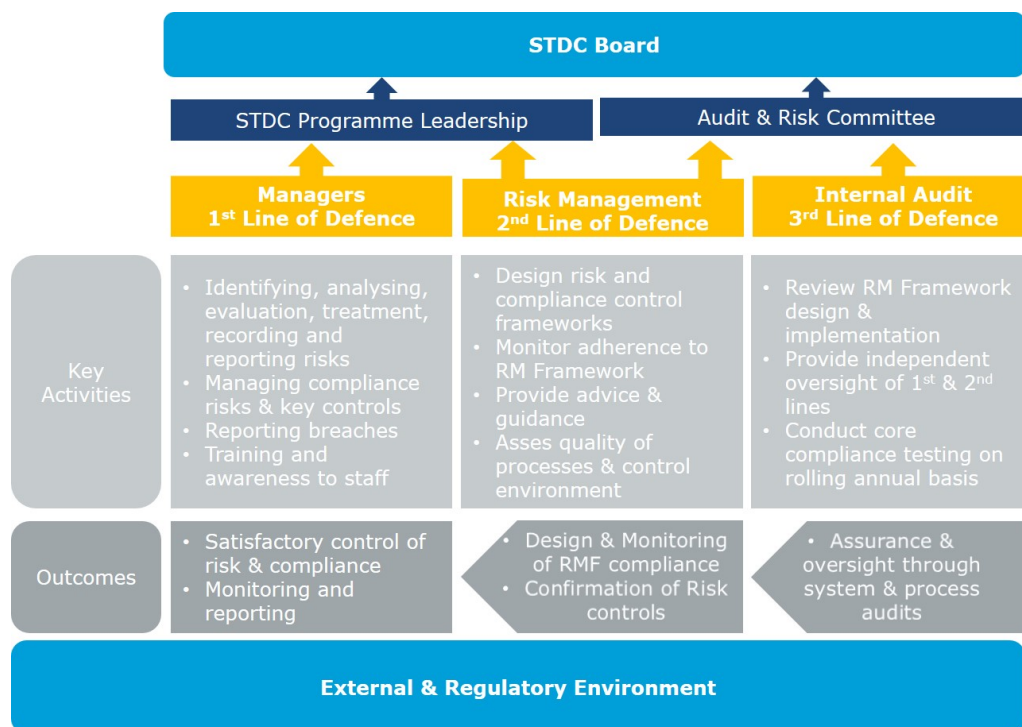 STDC Board
STDC Programme Leadership
Audit & Risk Committee
Managers
1st Line of Defence
Risk Management
2nd Line of Defence
Internal Audit
3rd Line of Defence
Key
Activities
• Identifying, analysing,
evaluation, treatment,
recording and
reporting risks
• Managing compliance
risks & key controls
• Reporting breaches
• Training and
awareness to staff
• Design risk and
compliance control
frameworks
• Monitor adherence to
RM Framework
• Provide advice &
guidance
• Asses quality of
processes & control
environment
• Review RM Framework
design &
implementation
• Provide independent
oversight of 1st & 2nd
lines
• Conduct core
compliance testing on
rolling annual basis
Outcomes
• Satisfactory control of
risk & compliance
• Monitoring and
reporting
• Design & Monitoring
of RMF compliance
• Confirmation of Risk
controls
• Assurance &
oversight through
system & process
audits
External & Regulatory Environment